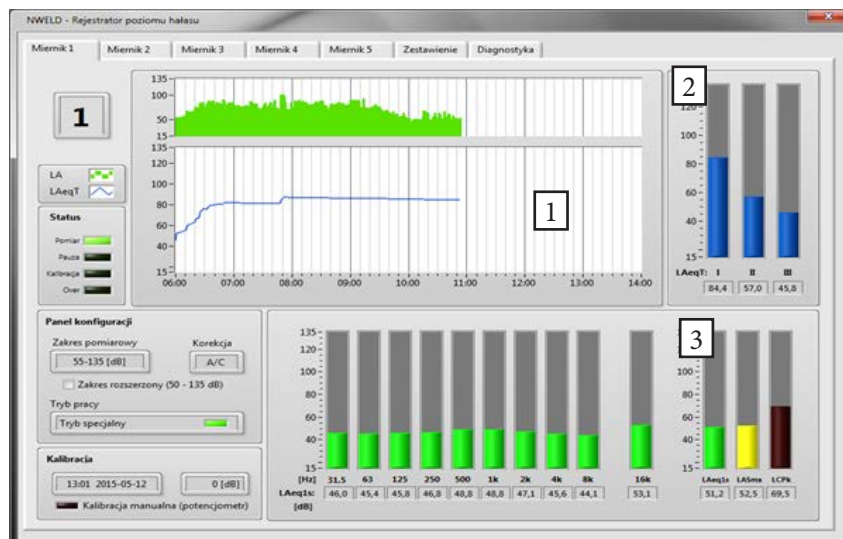 NWELD - Rejestrator poziomu hałasu
Miernik 1 Miernik 2 Miernik 3 Miernik 4 Miernik 5 Zestawienie Diagnostyka
1
LA
LAeqT
Status
Pomiar
Pauza
Kalibracja
Over
135
100
50
15
135
120
100
80
60
40
15
06:00 07:00 08:00 09:00 10:00 11:00 12:00 13:00 14:00
1
2
120
100
80
60
40
15
LAeqT: I II III
84,4 57,0 45,8
Panel konfiguracji
Zakres pomiarowy Korekcja
55-135 [dB] A/C
Zakres rozszerzony (50 - 135 dB)
Tryb pracy
Tryb specjalny
Kalibracja
13:01 2015-05-12 0 [dB]
Kalibracja manualna (potencjometr)
135
120
100
80
60
40
15
[Hz] 31.5 63 125 250 500 1k 2k 4k 8k 16k
LAeq1s: 46,0 45,4 45,8 46,8 48,8 48,8 47,1 45,6 44,1 53,1
[dB]
3
120
100
80
60
40
15
LAeq1s LASmx LCPk
51,2 52,5 69,5